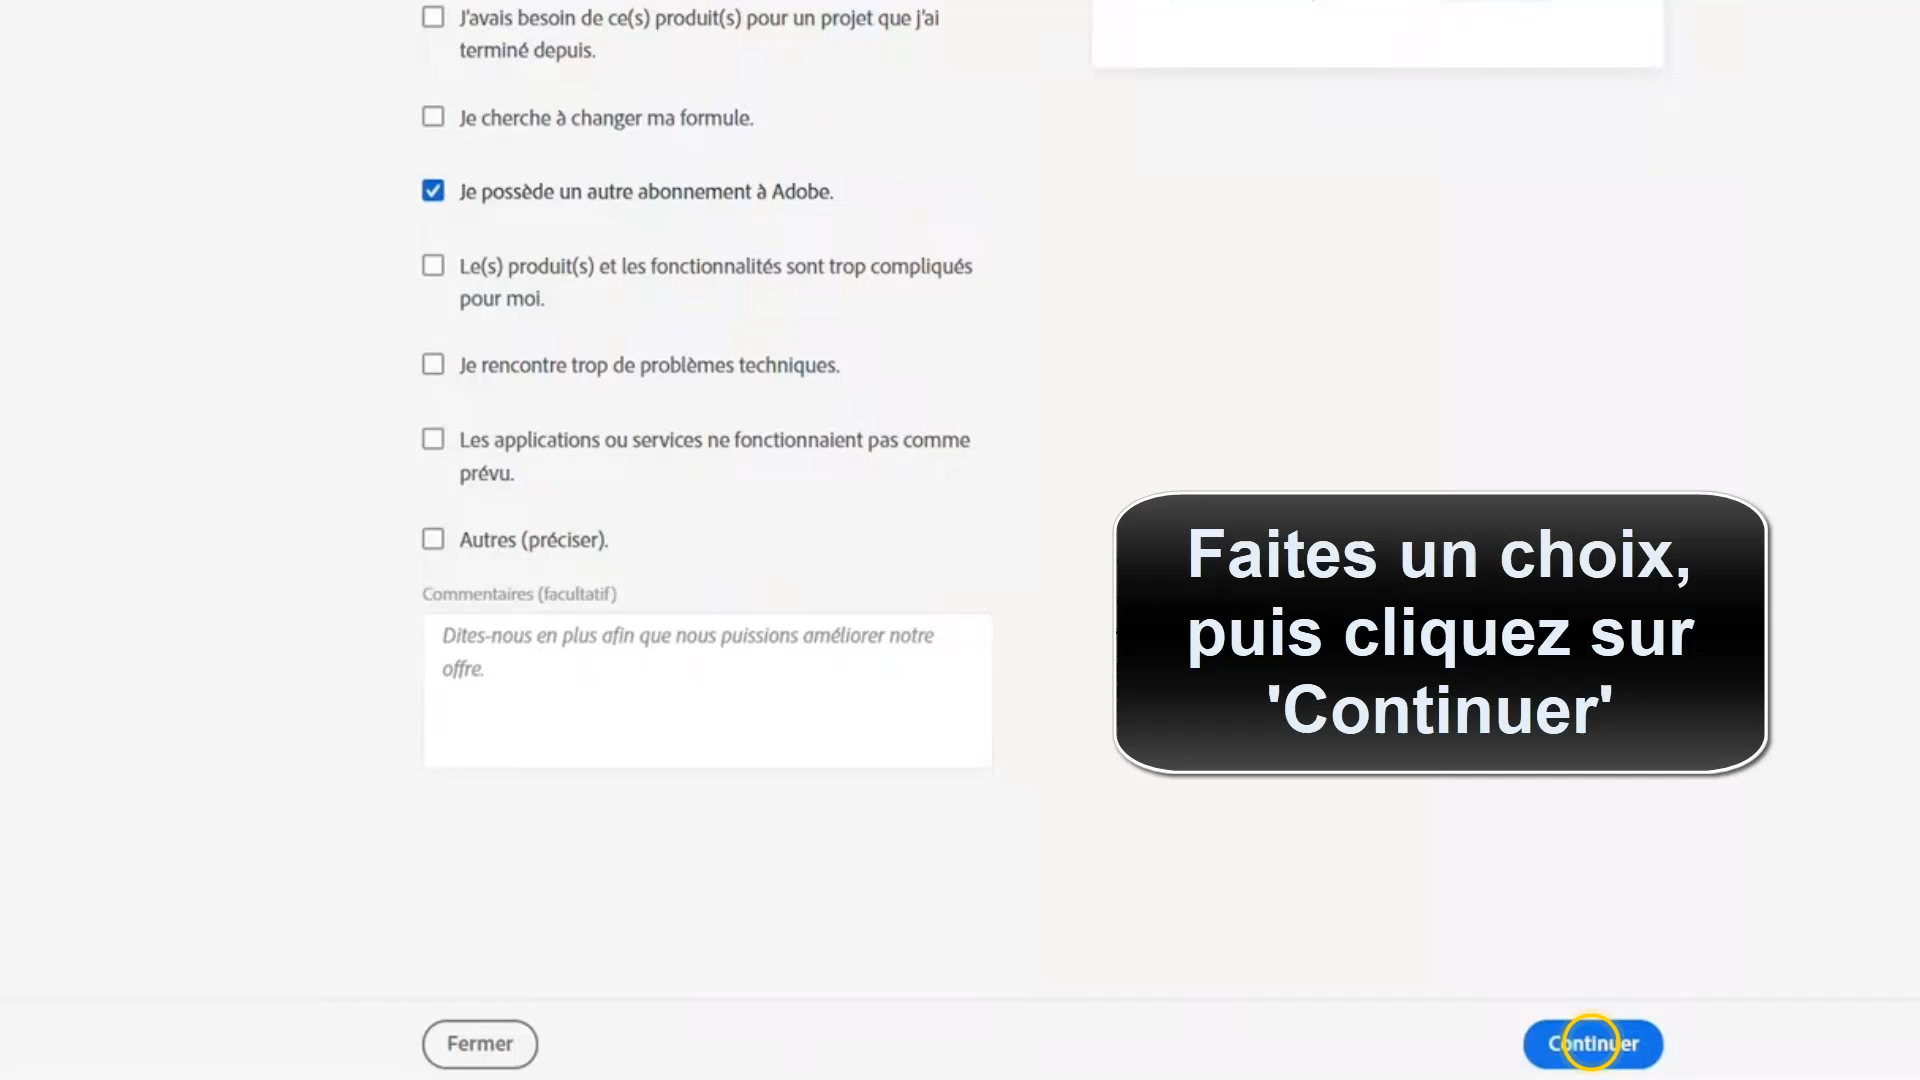 J'avais besoin de ce(s) produit(s) pour un projet que j'ai
terminé depuis.
Je cherche à changer ma formule.
Je possède un autre abonnement à Adobe.
Le(s) produit(s) et les fonctionnalités sont trop compliqués
pour moi.
Je rencontre trop de problèmes techniques.
Les applications ou services ne fonctionnaient pas comme
prévu.
Autres (préciser).
Commentaires (facultatif)
Dites-nous en plus afin que nous puissions améliorer notre
offre.
Faites un choix,
puis cliquez sur
'Continuer'
Fermer
Continuer